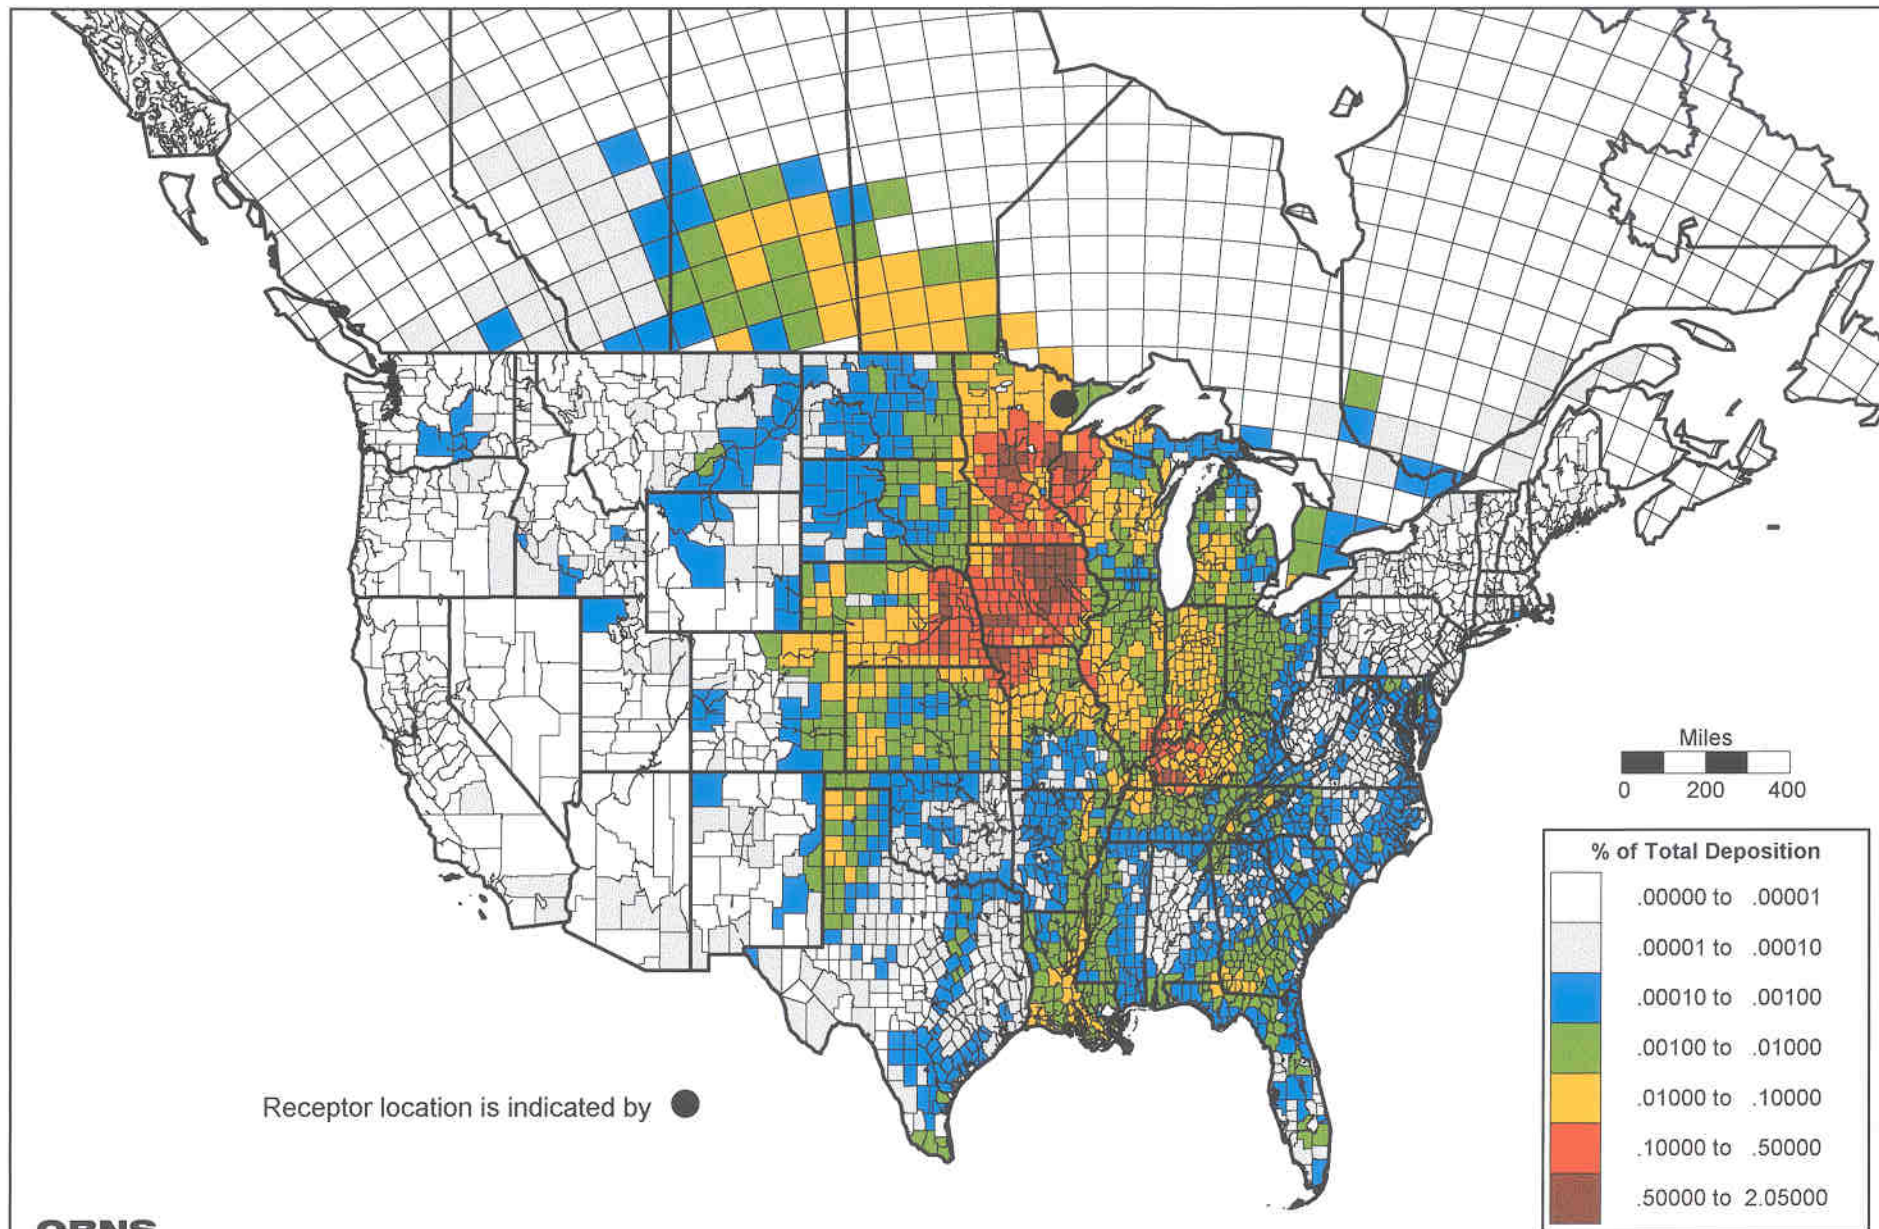 Miles
0 200 400
% of Total Deposition
.00000 to .00001
.00001 to .00010
.00010 to .00100
.00100 to .01000
.01000 to .10000
.10000 to .50000
.50000 to 2.05000
Receptor location is indicated by
CBNS